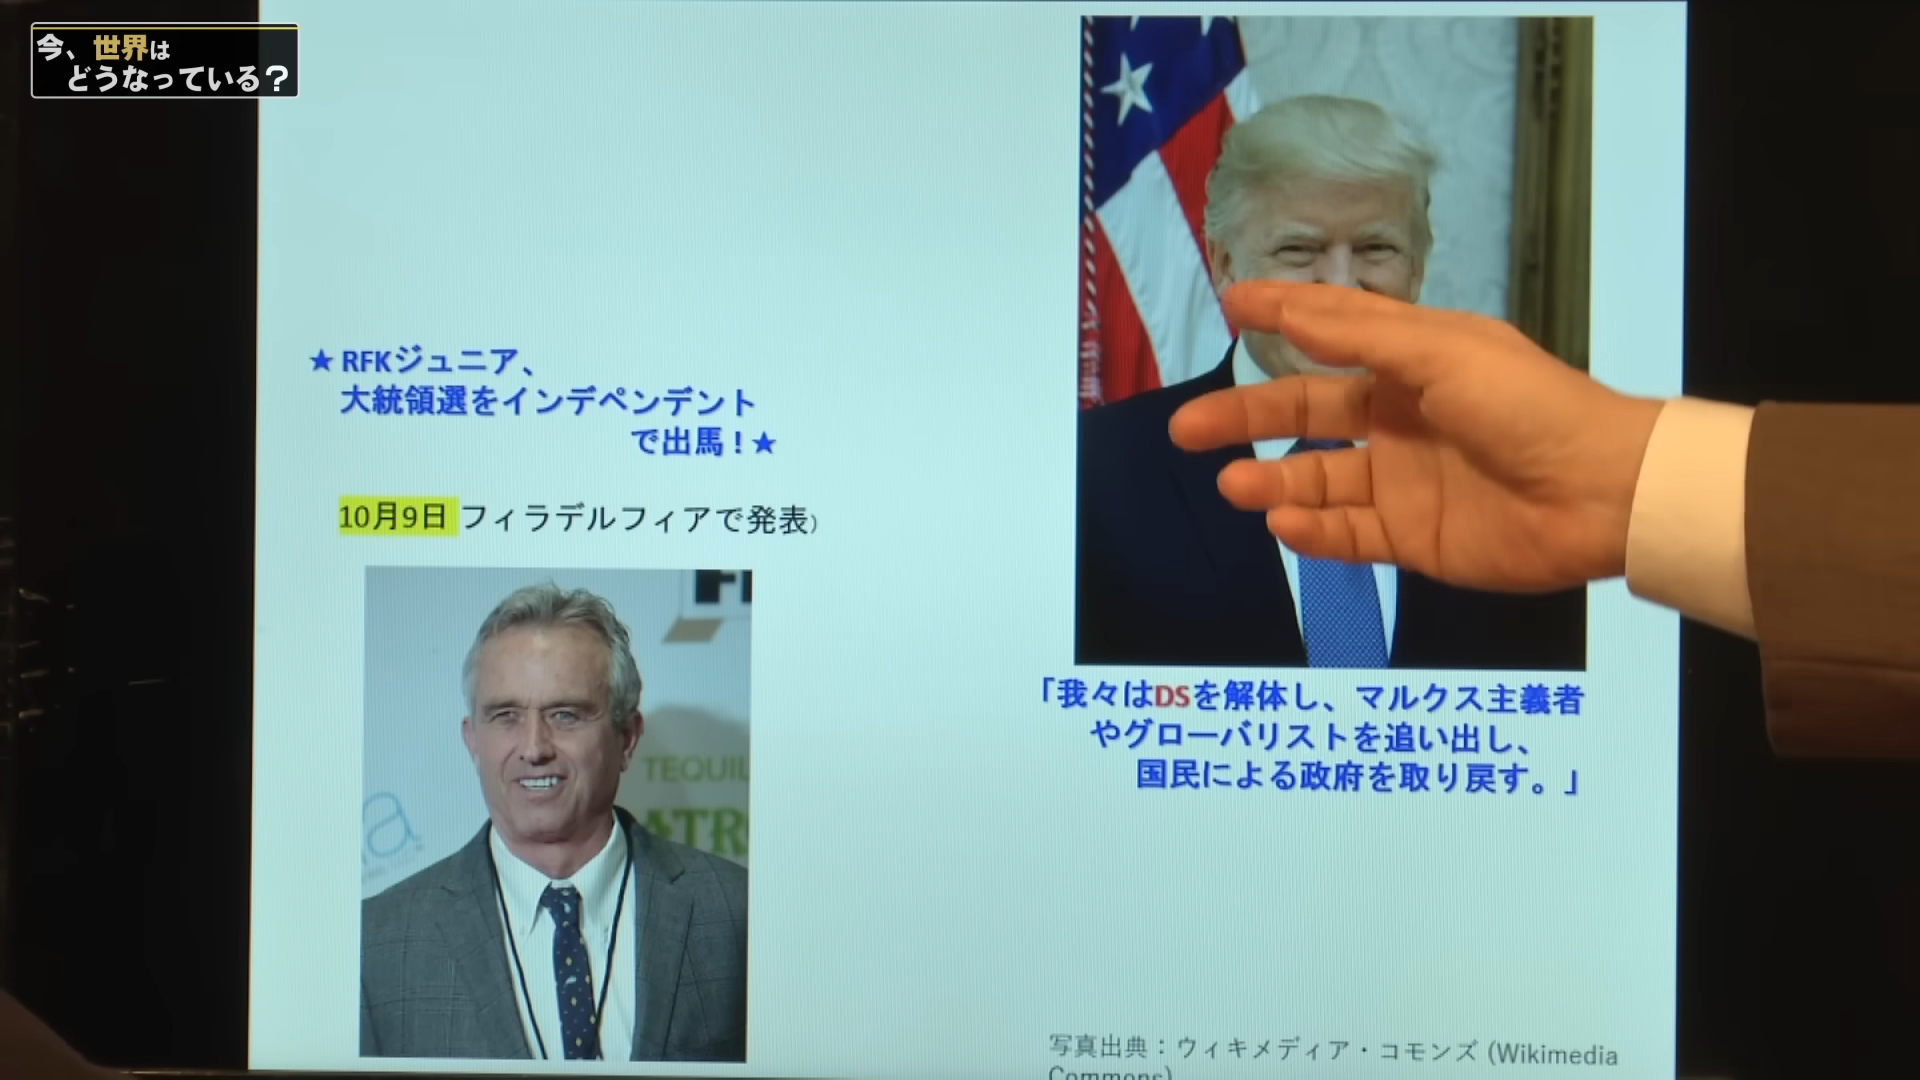 今、世界は
どうなっている？
★ RFKジュニア、
大統領選をインデペンデント
で出馬！★
10月9日 フィラデルフィアで発表)
TEQUIL
ATR
「我々はDSを解体し、マルクス主義者
やグローバリストを追い出し、
国民による政府を取り戻す。」
写真出典：ウィキメディア・コモンズ (Wikimedia
Commons)